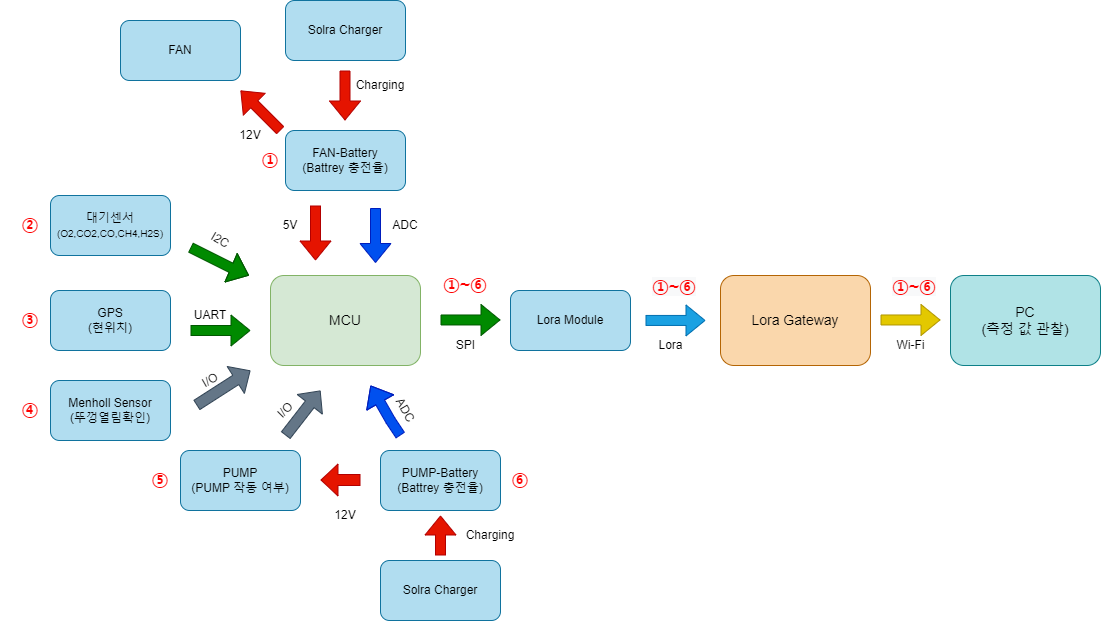 Solra Charger
FAN
Charging
12V
①
FAN-Battery
(Battrey 충전율)
②
대기센서
(O2,CO2,CO,CH4,H2S)
I2C
5V
ADC
③
GPS
(현위치)
UART
MCU
①~⑥
SPI
Lora Module
①~⑥
Lora
Lora Gateway
①~⑥
Wi-Fi
PC
(측정 값 관찰)
④
Menholl Sensor
(뚜껑열림확인)
I/O
I/O
ADC
⑤
PUMP
(PUMP 작동 여부)
12V
PUMP-Battery
(Battrey 충전율)
⑥
Charging
Solra Charger